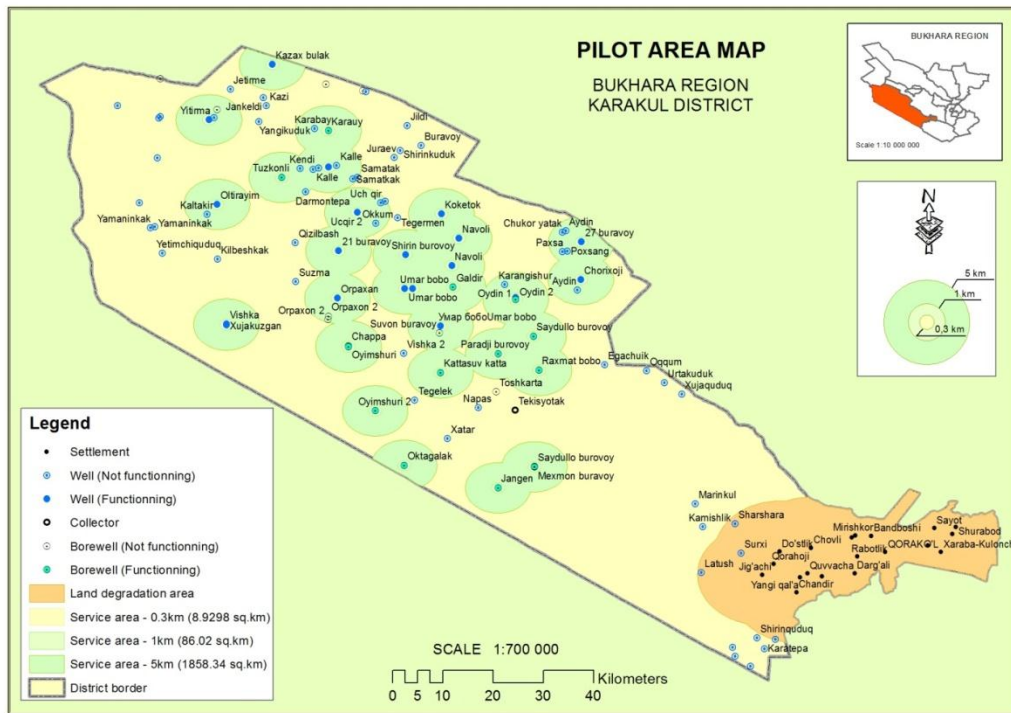 PILOT AREA MAP
BUKHARA REGION
KARAKUL DISTRICT
BUKHARA REGION
Scale 1:10 000 000
N
5 km
1 km
0,3 km
Kazax bulak
Jetirme
Kazi
Yitirma
Jankeldi
Yangikuduk
Karabay
Karauy
Jildi
Buravoy
Juraev
Shirinkuduk
Tuzkonli
Kendi
Kalle
Kalle
Samatak
Samatkak
Oltirayim
Kaltakir
Darmontepa
Uch qir
Okkum
Ucqir 2
Tegermen
Koketok
Yamaninkak
Yamaninkak
Chukor yatak
Aydin
27 buravoy
Navoli
Paxsa
Poxsang
Qizilbash
21 buravoy
Shirin burovoy
Yetimchiquduq
Kilbeshkak
Navoli
Suzma
Umar bobo
Galdir
Karangishur
Chorixoji
Aydin
Orpaxan
Umar bobo
Oydin 1
Oydin 2
Orpaxon 2
Orpaxon 2
Vishka
Xujakuzgan
Suvon buravoy
Умар бобо
Umar bobo
Saydullo burovoy
Chappa
Oyimshuri
Vishka 2
Paradji burovoy
Kattasuv katta
Raxmat bobo
Egachuik
Oqqum
Urtakuduk
Xujaquduq
Toshkarta
Oyimshuri 2
Tegelek
Napas
Tekisyotak
Xatar
Oktagalak
Saydullo burovoy
Mexmon buravoy
Jangen
Marinkul
Kamishlik
Sharshara
Mirishkor
Bandboshi
Sayot
Shurabod
Surxi
Do'stlik
Chovli
QORAKO'L
Xaraba-Kulonch
Qorahoji
Rabotlik
Latush
Jig'achi
Quvvacha
Darg'ali
Yangi qal'a
Chandir
Shirinquduq
Karatepa
Legend
Settlement
Well (Not functionning)
Well (Functionning)
Collector
Borewell (Not functionning)
Borewell (Functionning)
Land degradation area
Service area - 0.3km (8.9298 sq.km)
Service area - 1km (86.02 sq.km)
Service area - 5km (1858.34 sq.km)
District border
SCALE 1:700 000
Kilometers
0 5 10 20 30 40